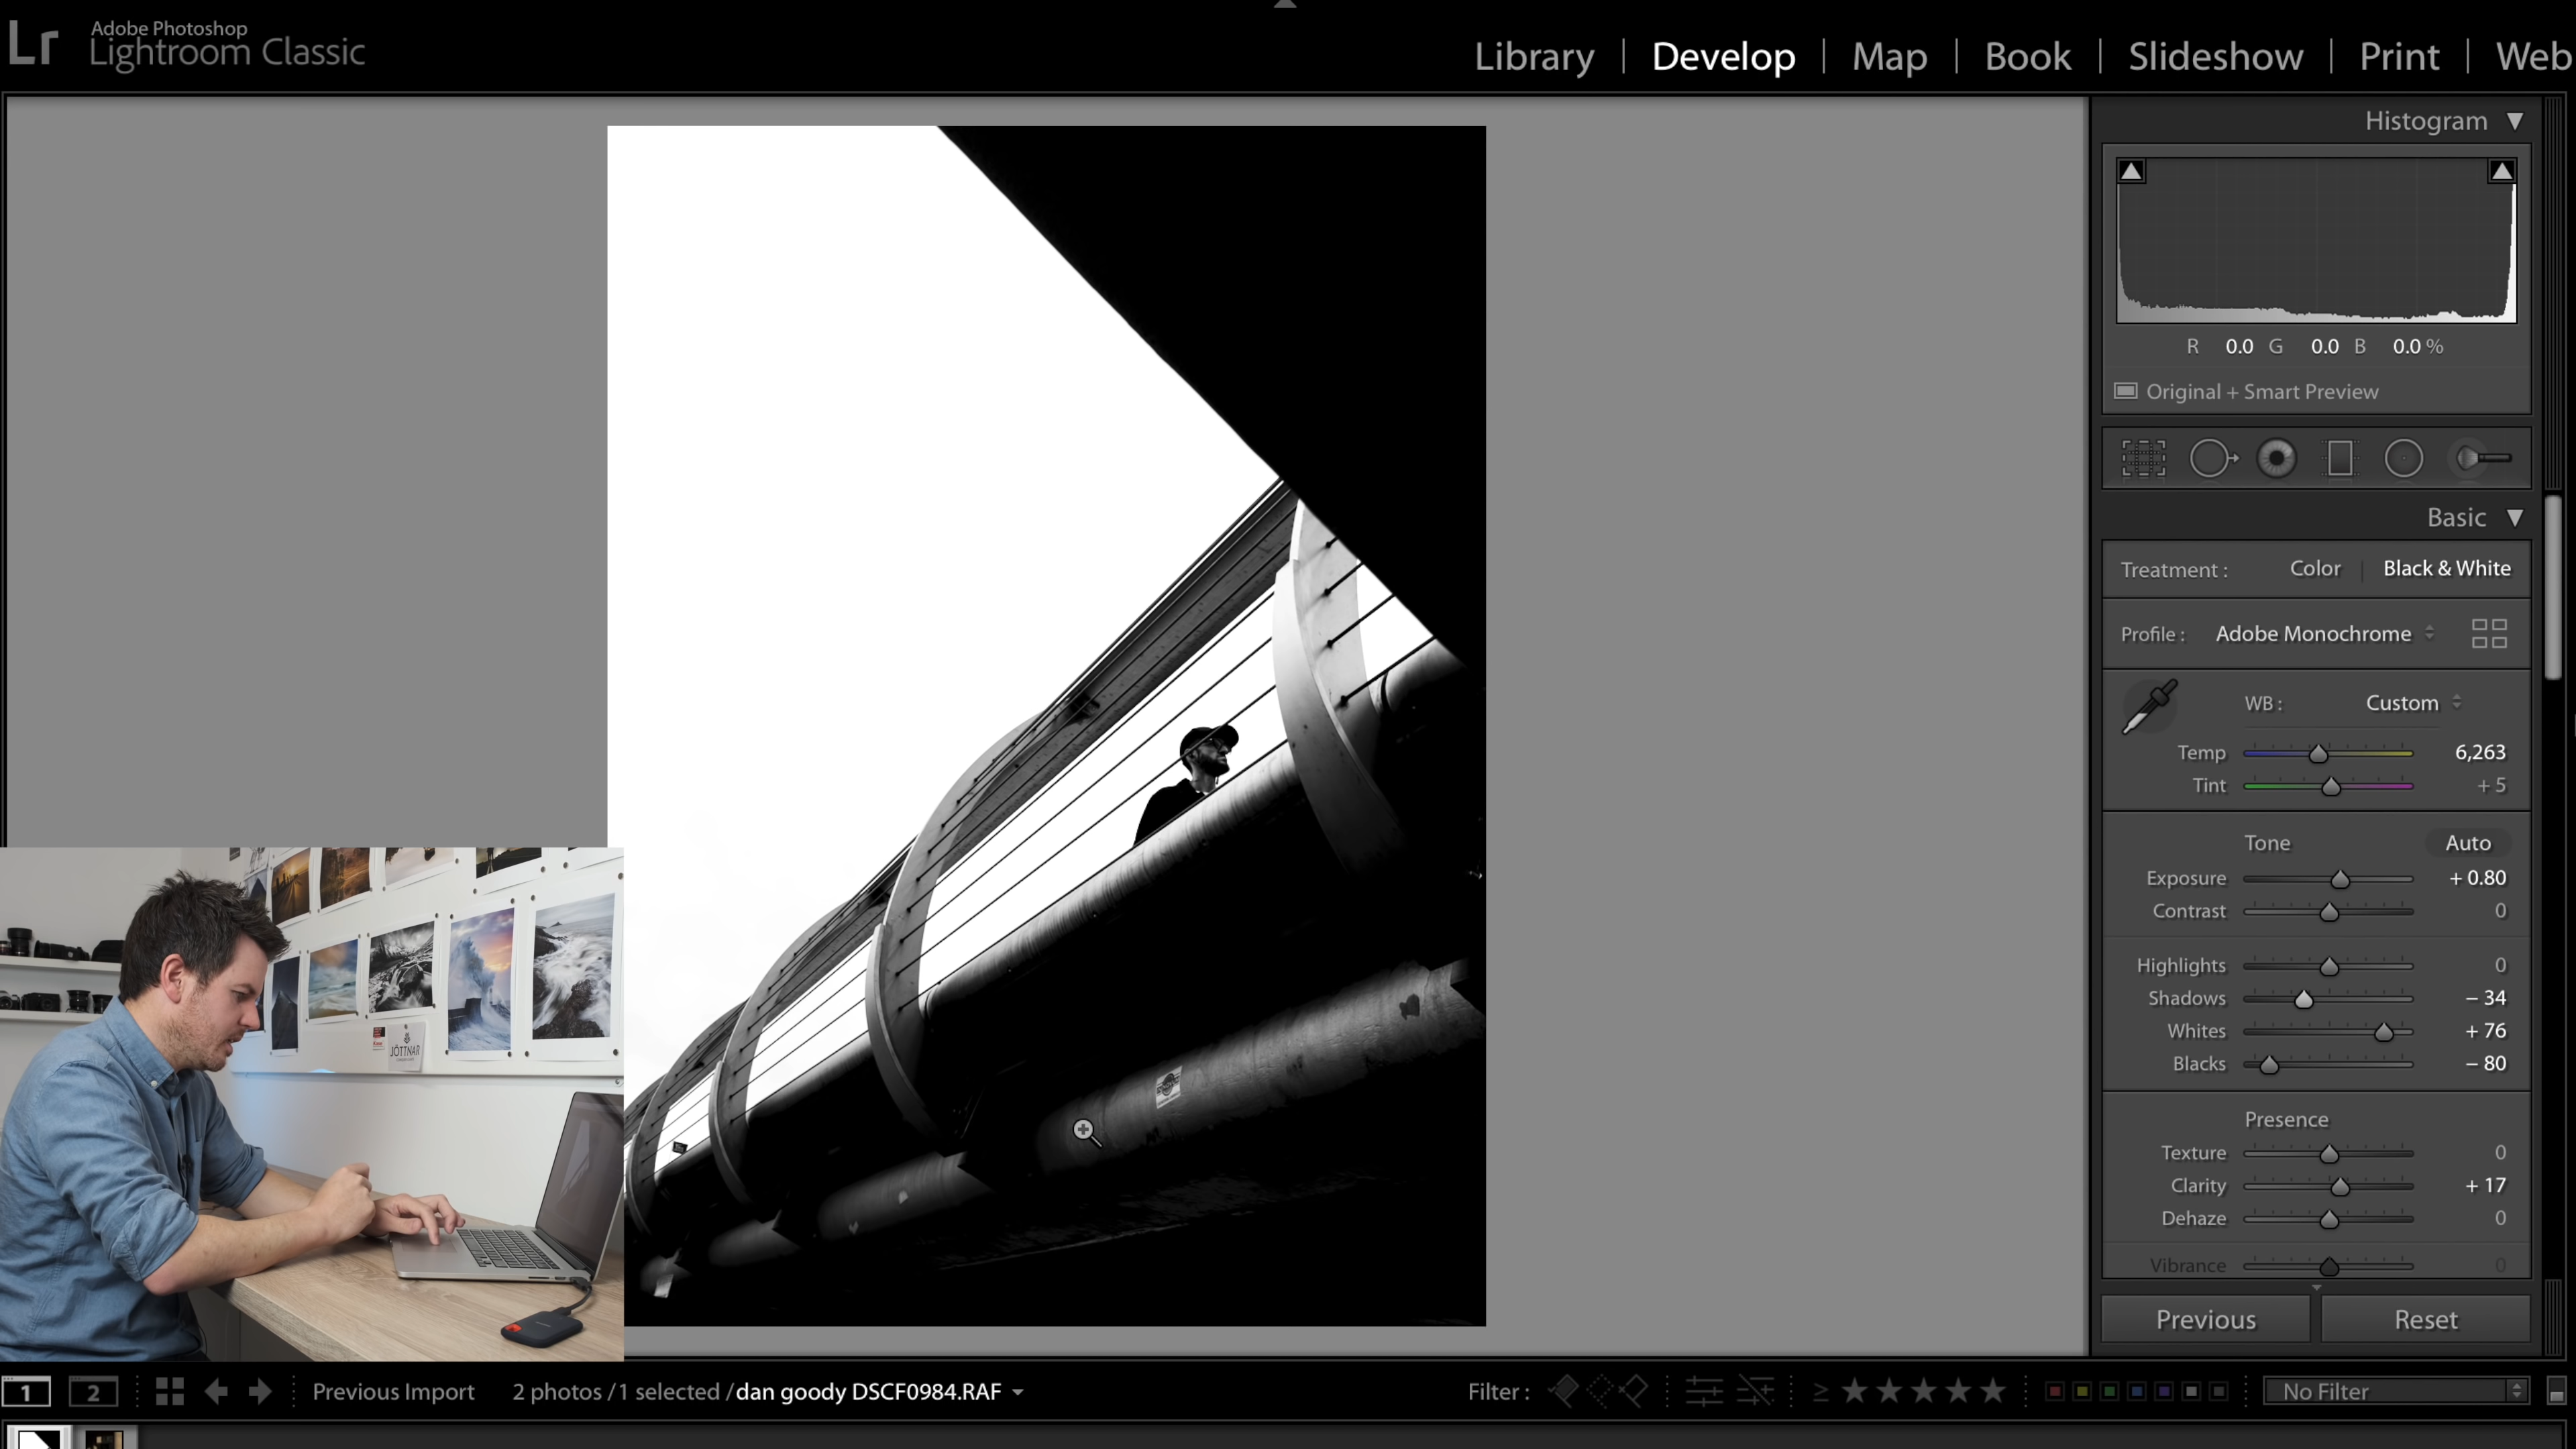 Lr Adobe Photoshop
Lightroom Classic
Library | Develop | Map | Book | Slideshow | Print | Web
Histogram
R 0.0 G 0.0 B 0.0 %
Original + Smart Preview
Basic
Treatment : Color Black & White
Profile : Adobe Monochrome
WB : Custom
Temp 6,263
Tint + 5
Tone Auto
Exposure + 0.80
Contrast 0
Highlights 0
Shadows − 34
Whites + 76
Blacks − 80
Presence
Texture 0
Clarity + 17
Dehaze 0
Vibrance 0
Previous Reset
JÖTTNAR
1 2 Previous Import 2 photos / 1 selected / dan goody DSCF0984.RAF Filter : ≥ ★★★★★ No Filter